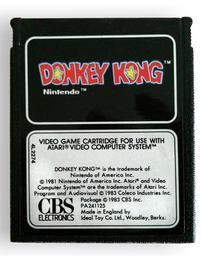 DONKEY KONG™
Nintendo™
4L2274
VIDEO GAME CARTRIDGE FOR USE WITH
ATARI® VIDEO COMPUTER SYSTEM™
DONKEY KONG™ is the trademark of
Nintendo of America Inc.
© 1981 Nintendo of America Inc. Atari® and Video
Computer System™ are the trademarks of Atari Inc.
Program and Audiovisual © 1983 Coleco Industries Inc.
Package © 1983 CBS Inc.
PA241125
Made in England by
Ideal Toy Co. Ltd., Woodley, Berks.
CBS
ELECTRONICS